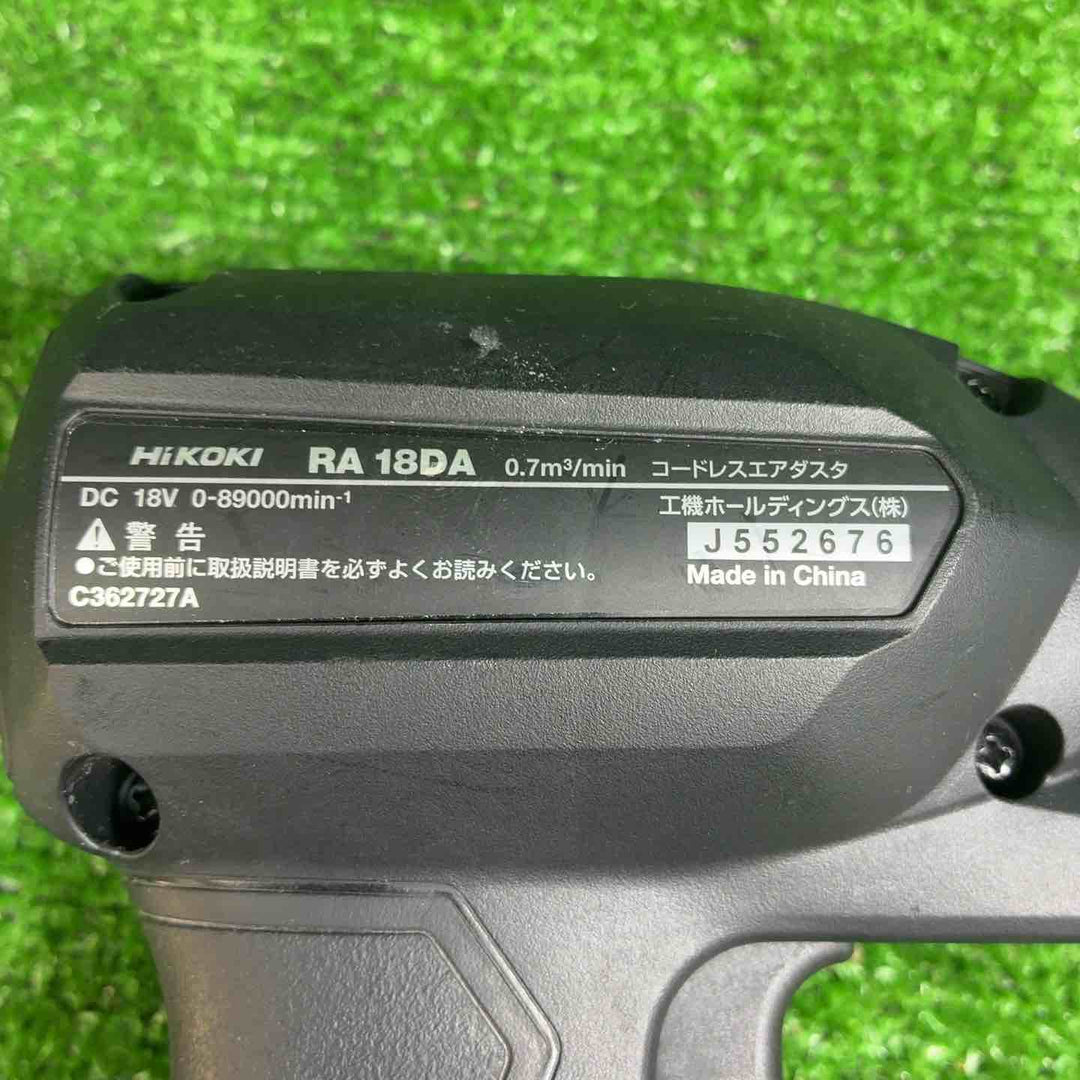 HiKOKI RA 18DA 0.7m³/min コードレスエアダスタ
DC 18V 0-89000min⁻¹ 工機ホールディングス(株)
⚠警告 J552676
●ご使用前に取扱説明書を必ずよくお読みください。 Made in China
C362727A